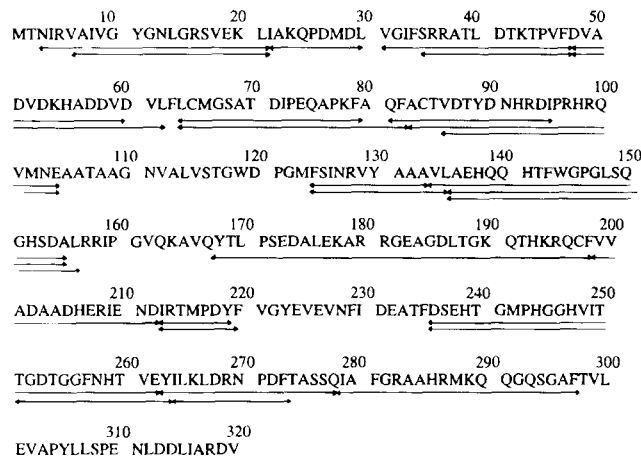 10 20 30 40 50
MTNIRVAIVG YGNLGRSVEK LIAKQPDMDL VGIFSRRATL DTKTPVFDVA
60 70 80 90 100
DVDKHADDVD VLFLCMGSAT DIPEQAPKFA QFACTVDTYD NHRDIPRHRQ
110 120 130 140 150
VMNEAATAAG NVALVSTGWD PGMFSINRVY AAAVLAEHQQ HTFWGPGLSQ
160 170 180 190 200
GHSDALRRIP GVQKAVQYTL PSEDALEKAR RGEAGDLTGK QTHKRQCFVV
210 220 230 240 250
ADAADHERIE NDIRTMPDYF VGYEVEVNFI DEATFDSEHT GMPHGGHVIT
260 270 280 290 300
TGDTGGFNHT VEYILKLDRN PDFTASSQIA FGRAAHRMKQ QGQSGAFTVL
310 320
EVAPYLLSPE NLDDLIARDV